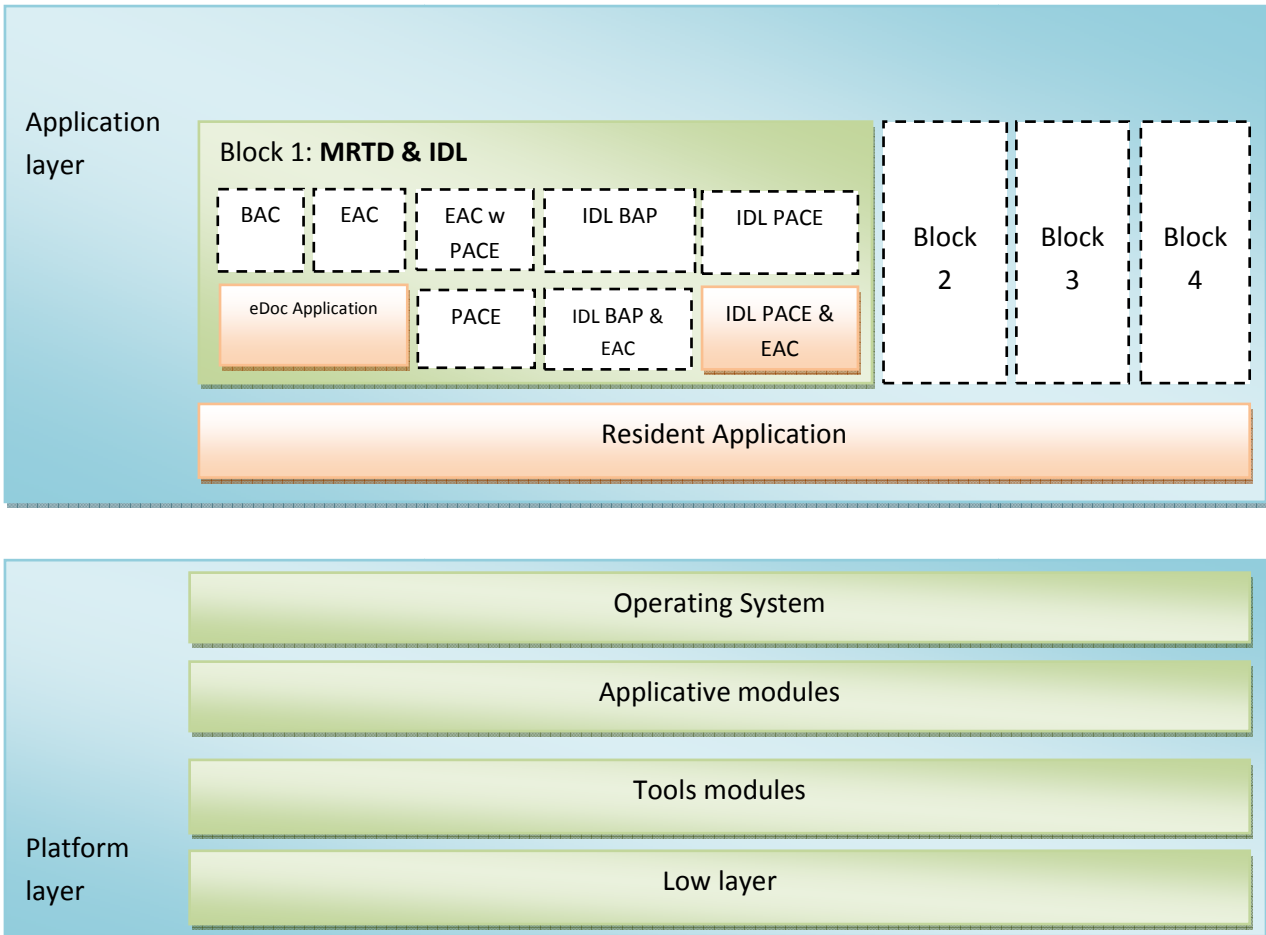 Application
layer
Block 1: MRTD & IDL
BAC
EAC
EAC w
PACE
IDL BAP
IDL PACE
eDoc Application
PACE
IDL BAP &
EAC
IDL PACE &
EAC
Block
2
Block
3
Block
4
Resident Application
Operating System
Applicative modules
Tools modules
Platform
layer
Low layer